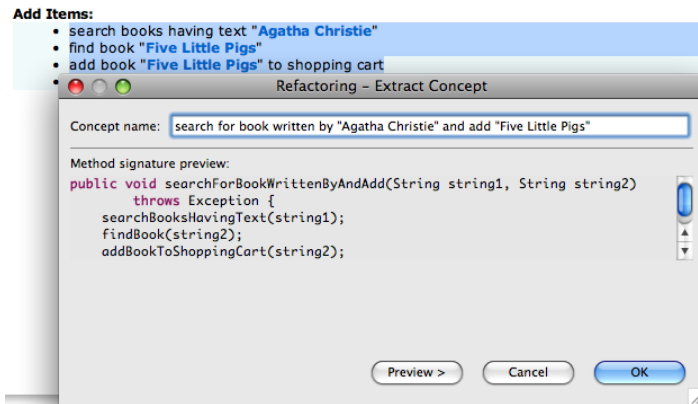 Add Items:
• search books having text "Agatha Christie"
• find book "Five Little Pigs"
• add book "Five Little Pigs" to shopping cart
Refactoring – Extract Concept
Concept name: search for book written by "Agatha Christie" and add "Five Little Pigs"
Method signature preview:
public void searchForBookWrittenByAndAdd(String string1, String string2)
throws Exception {
searchBooksHavingText(string1);
findBook(string2);
addBookToShoppingCart(string2);
Preview > Cancel OK